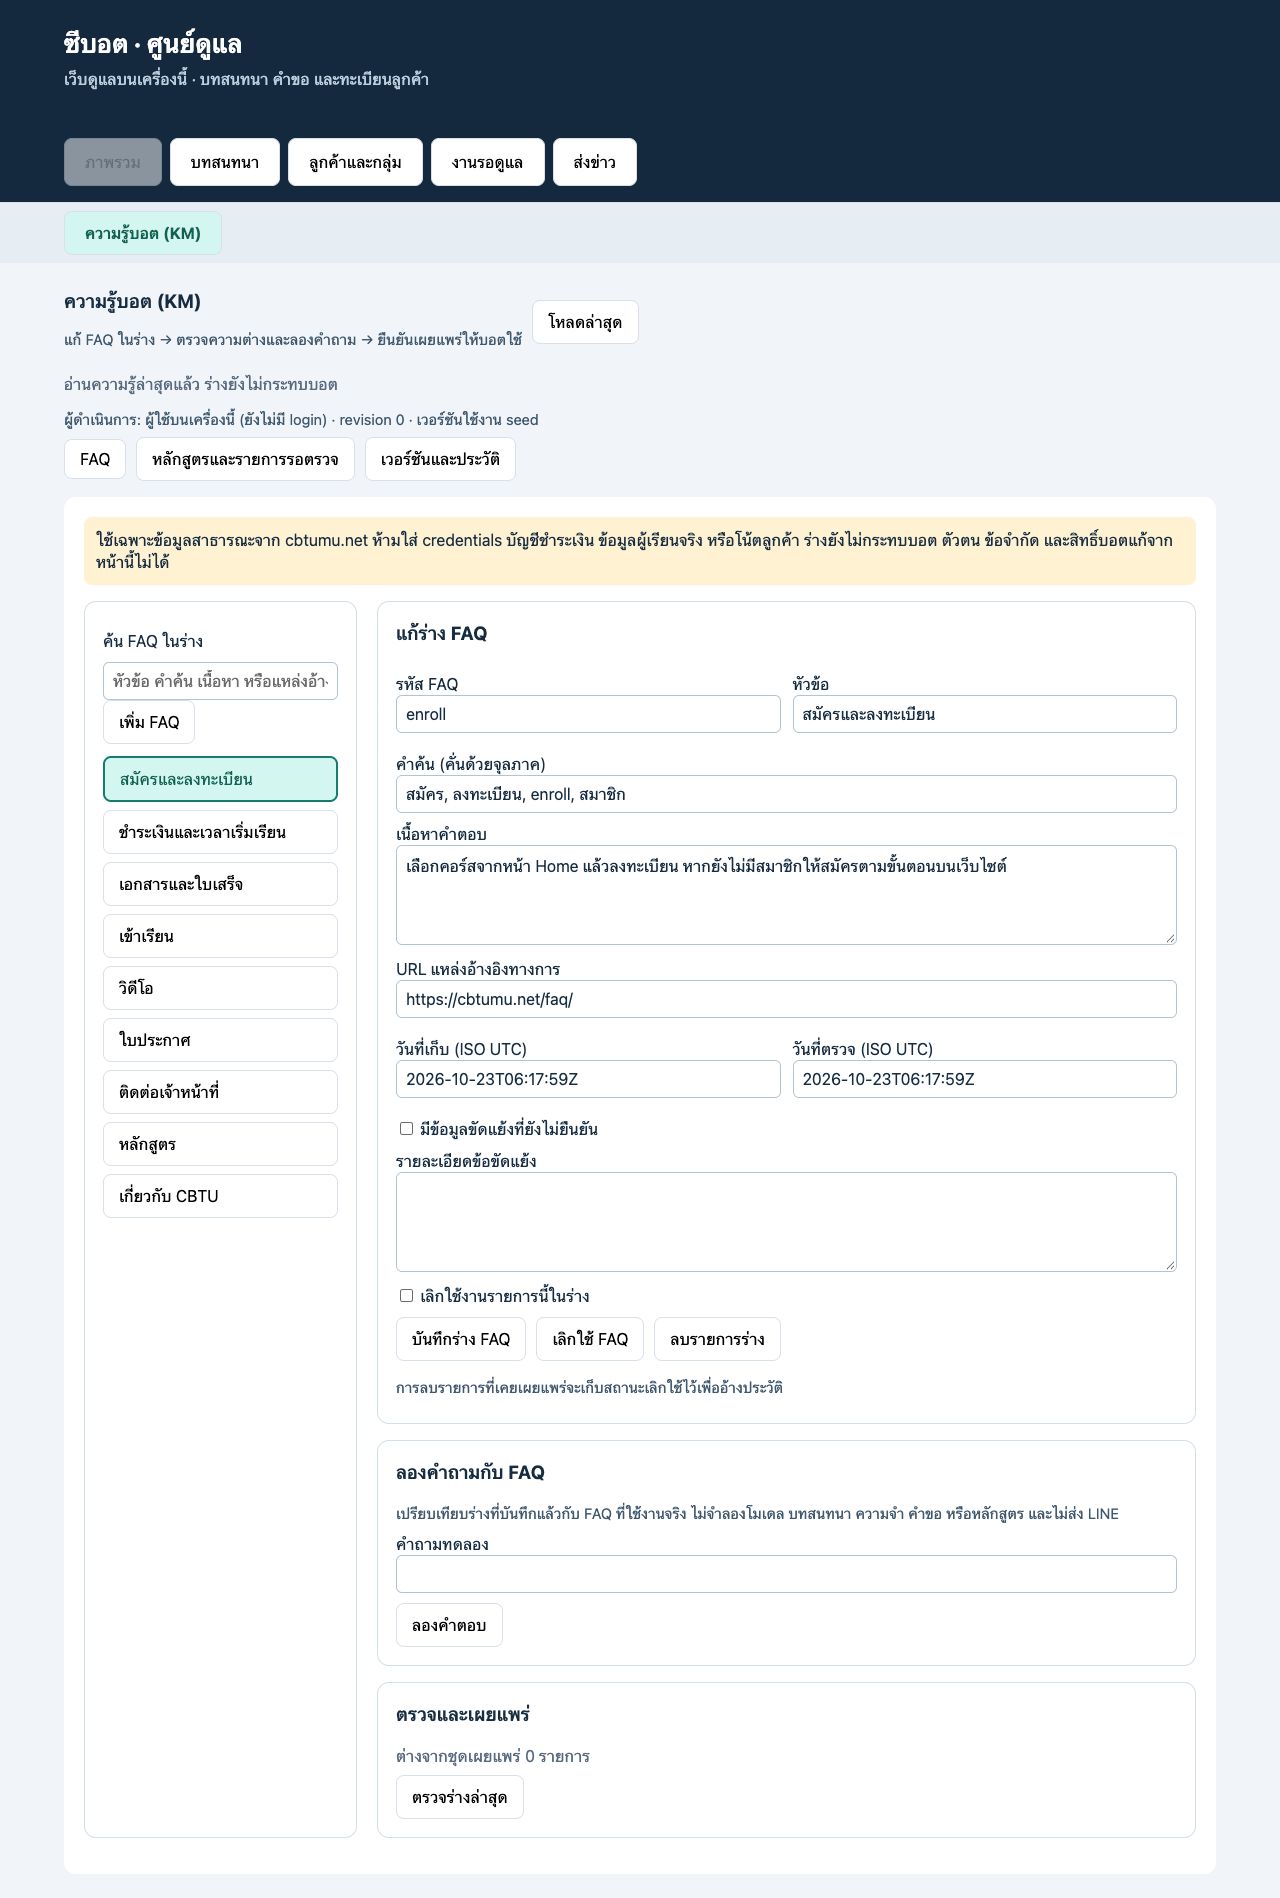 ซีบอต · ศูนย์ดูแล
เว็บดูแลบนเครื่องนี้ · บทสนทนา คำขอ และทะเบียนลูกค้า
ภาพรวม
บทสนทนา
ลูกค้าและกลุ่ม
งานรอดูแล
ส่งข่าว
ความรู้บอต (KM)
ความรู้บอต (KM)
แก้ FAQ ในร่าง → ตรวจความต่างและลองคำถาม → ยืนยันเผยแพร่ให้บอตใช้
โหลดล่าสุด
อ่านความรู้ล่าสุดแล้ว ร่างยังไม่กระทบบอต
ผู้ดำเนินการ: ผู้ใช้บนเครื่องนี้ (ยังไม่มี login) · revision 0 · เวอร์ชันใช้งาน seed
FAQ
หลักสูตรและรายการรอตรวจ
เวอร์ชันและประวัติ
ใช้เฉพาะข้อมูลสาธารณะจาก cbtumu.net ห้ามใส่ credentials บัญชีชำระเงิน ข้อมูลผู้เรียนจริง หรือโน้ตลูกค้า ร่างยังไม่กระทบบอต ตัวตน ข้อจำกัด และสิทธิ์บอตแก้จาก
หน้านี้ไม่ได้
ค้น FAQ ในร่าง
หัวข้อ คำค้น เนื้อหา หรือแหล่งอ้า
เพิ่ม FAQ
สมัครและลงทะเบียน
ชำระเงินและเวลาเริ่มเรียน
เอกสารและใบเสร็จ
เข้าเรียน
วิดีโอ
ใบประกาศ
ติดต่อเจ้าหน้าที่
หลักสูตร
เกี่ยวกับ CBTU
แก้ร่าง FAQ
รหัส FAQ
หัวข้อ
enroll
สมัครและลงทะเบียน
คำค้น (คั่นด้วยจุลภาค)
สมัคร, ลงทะเบียน, enroll, สมาชิก
เนื้อหาคำตอบ
เลือกคอร์สจากหน้า Home แล้วลงทะเบียน หากยังไม่มีสมาชิกให้สมัครตามขั้นตอนบนเว็บไซต์
URL แหล่งอ้างอิงทางการ
https://cbtumu.net/faq/
วันที่เก็บ (ISO UTC)
วันที่ตรวจ (ISO UTC)
2026-10-23T06:17:59Z
2026-10-23T06:17:59Z
มีข้อมูลขัดแย้งที่ยังไม่ยืนยัน
รายละเอียดข้อขัดแย้ง
เลิกใช้งานรายการนี้ในร่าง
บันทึกร่าง FAQ
เลิกใช้ FAQ
ลบรายการร่าง
การลบรายการที่เคยเผยแพร่จะเก็บสถานะเลิกใช้ไว้เพื่ออ้างประวัติ
ลองคำถามกับ FAQ
เปรียบเทียบร่างที่บันทึกแล้วกับ FAQ ที่ใช้งานจริง ไม่จำลองโมเดล บทสนทนา ความจำ คำขอ หรือหลักสูตร และไม่ส่ง LINE
คำถามทดลอง
ลองคำตอบ
ตรวจและเผยแพร่
ต่างจากชุดเผยแพร่ 0 รายการ
ตรวจร่างล่าสุด